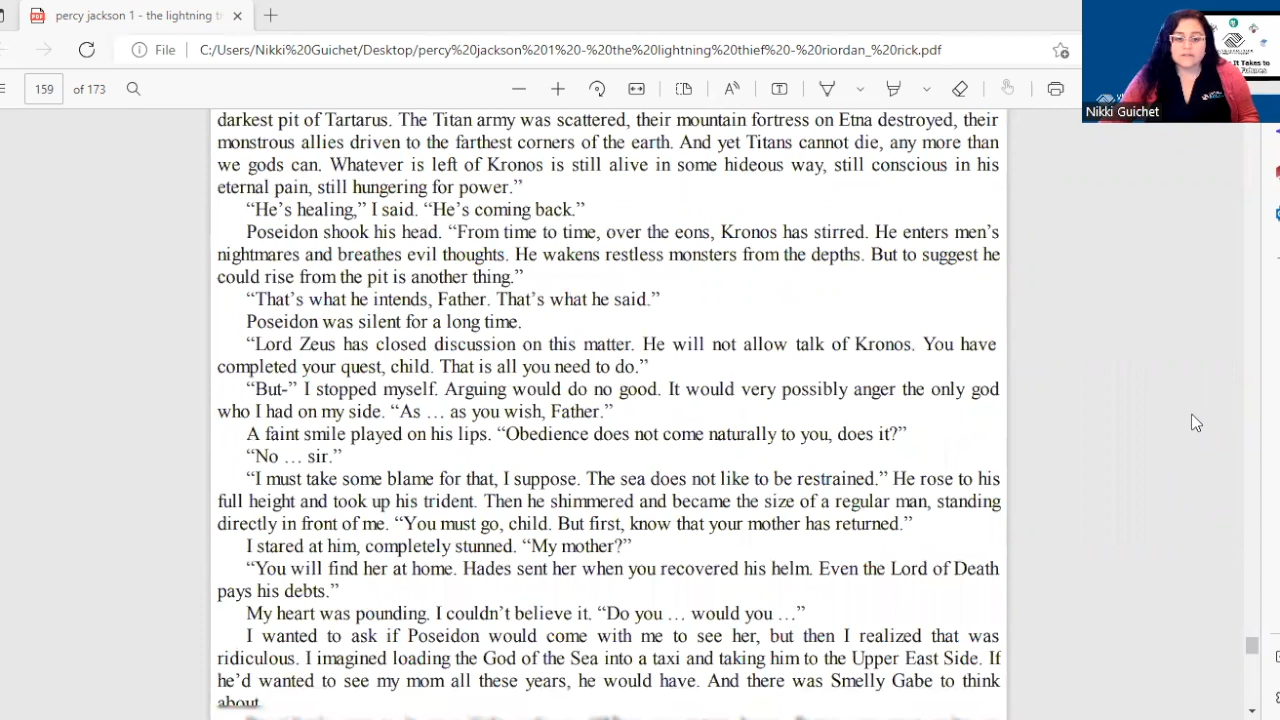 percy jackson 1 - the lightning t
File
C:/Users/Nikki%20Guichet/Desktop/percy%20jackson%201%20-%20the%20lightning%20thief%20-%20riordan_%20rick.pdf
159 of 173
It Takes to
Futures
Nikki Guichet
darkest pit of Tartarus. The Titan army was scattered, their mountain fortress on Etna destroyed, their
monstrous allies driven to the farthest corners of the earth. And yet Titans cannot die, any more than
we gods can. Whatever is left of Kronos is still alive in some hideous way, still conscious in his
eternal pain, still hungering for power.”
“He’s healing,” I said. “He’s coming back.”
Poseidon shook his head. “From time to time, over the eons, Kronos has stirred. He enters men’s
nightmares and breathes evil thoughts. He wakens restless monsters from the depths. But to suggest he
could rise from the pit is another thing.”
“That’s what he intends, Father. That’s what he said.”
Poseidon was silent for a long time.
“Lord Zeus has closed discussion on this matter. He will not allow talk of Kronos. You have
completed your quest, child. That is all you need to do.”
“But-” I stopped myself. Arguing would do no good. It would very possibly anger the only god
who I had on my side. “As … as you wish, Father.”
A faint smile played on his lips. “Obedience does not come naturally to you, does it?”
“No … sir.”
“I must take some blame for that, I suppose. The sea does not like to be restrained.” He rose to his
full height and took up his trident. Then he shimmered and became the size of a regular man, standing
directly in front of me. “You must go, child. But first, know that your mother has returned.”
I stared at him, completely stunned. “My mother?”
“You will find her at home. Hades sent her when you recovered his helm. Even the Lord of Death
pays his debts.”
My heart was pounding. I couldn’t believe it. “Do you … would you …”
I wanted to ask if Poseidon would come with me to see her, but then I realized that was
ridiculous. I imagined loading the God of the Sea into a taxi and taking him to the Upper East Side. If
he’d wanted to see my mom all these years, he would have. And there was Smelly Gabe to think
about.